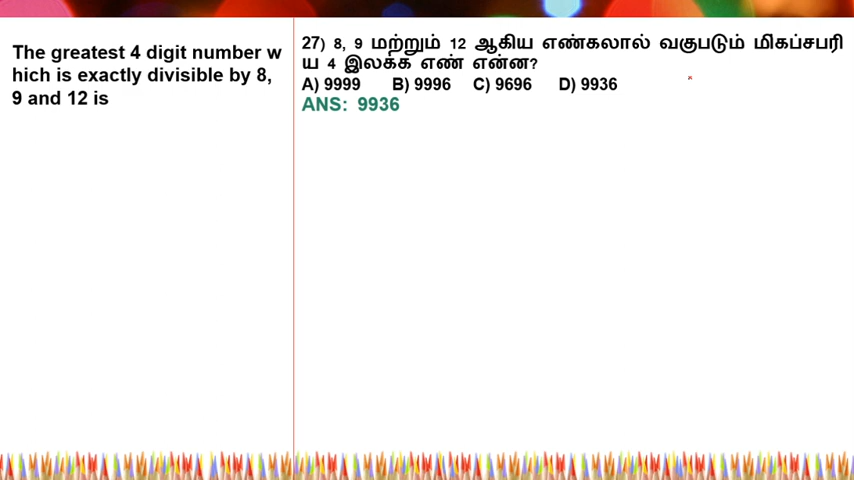 The greatest 4 digit number w
hich is exactly divisible by 8,
9 and 12 is
27) 8, 9 மற்றும் 12 ஆகிய எண்கலால் வகுபடும் மிகப்சபரி
ய 4 இலக்க எண் என்ன?
A) 9999 B) 9996 C) 9696 D) 9936
ANS: 9936